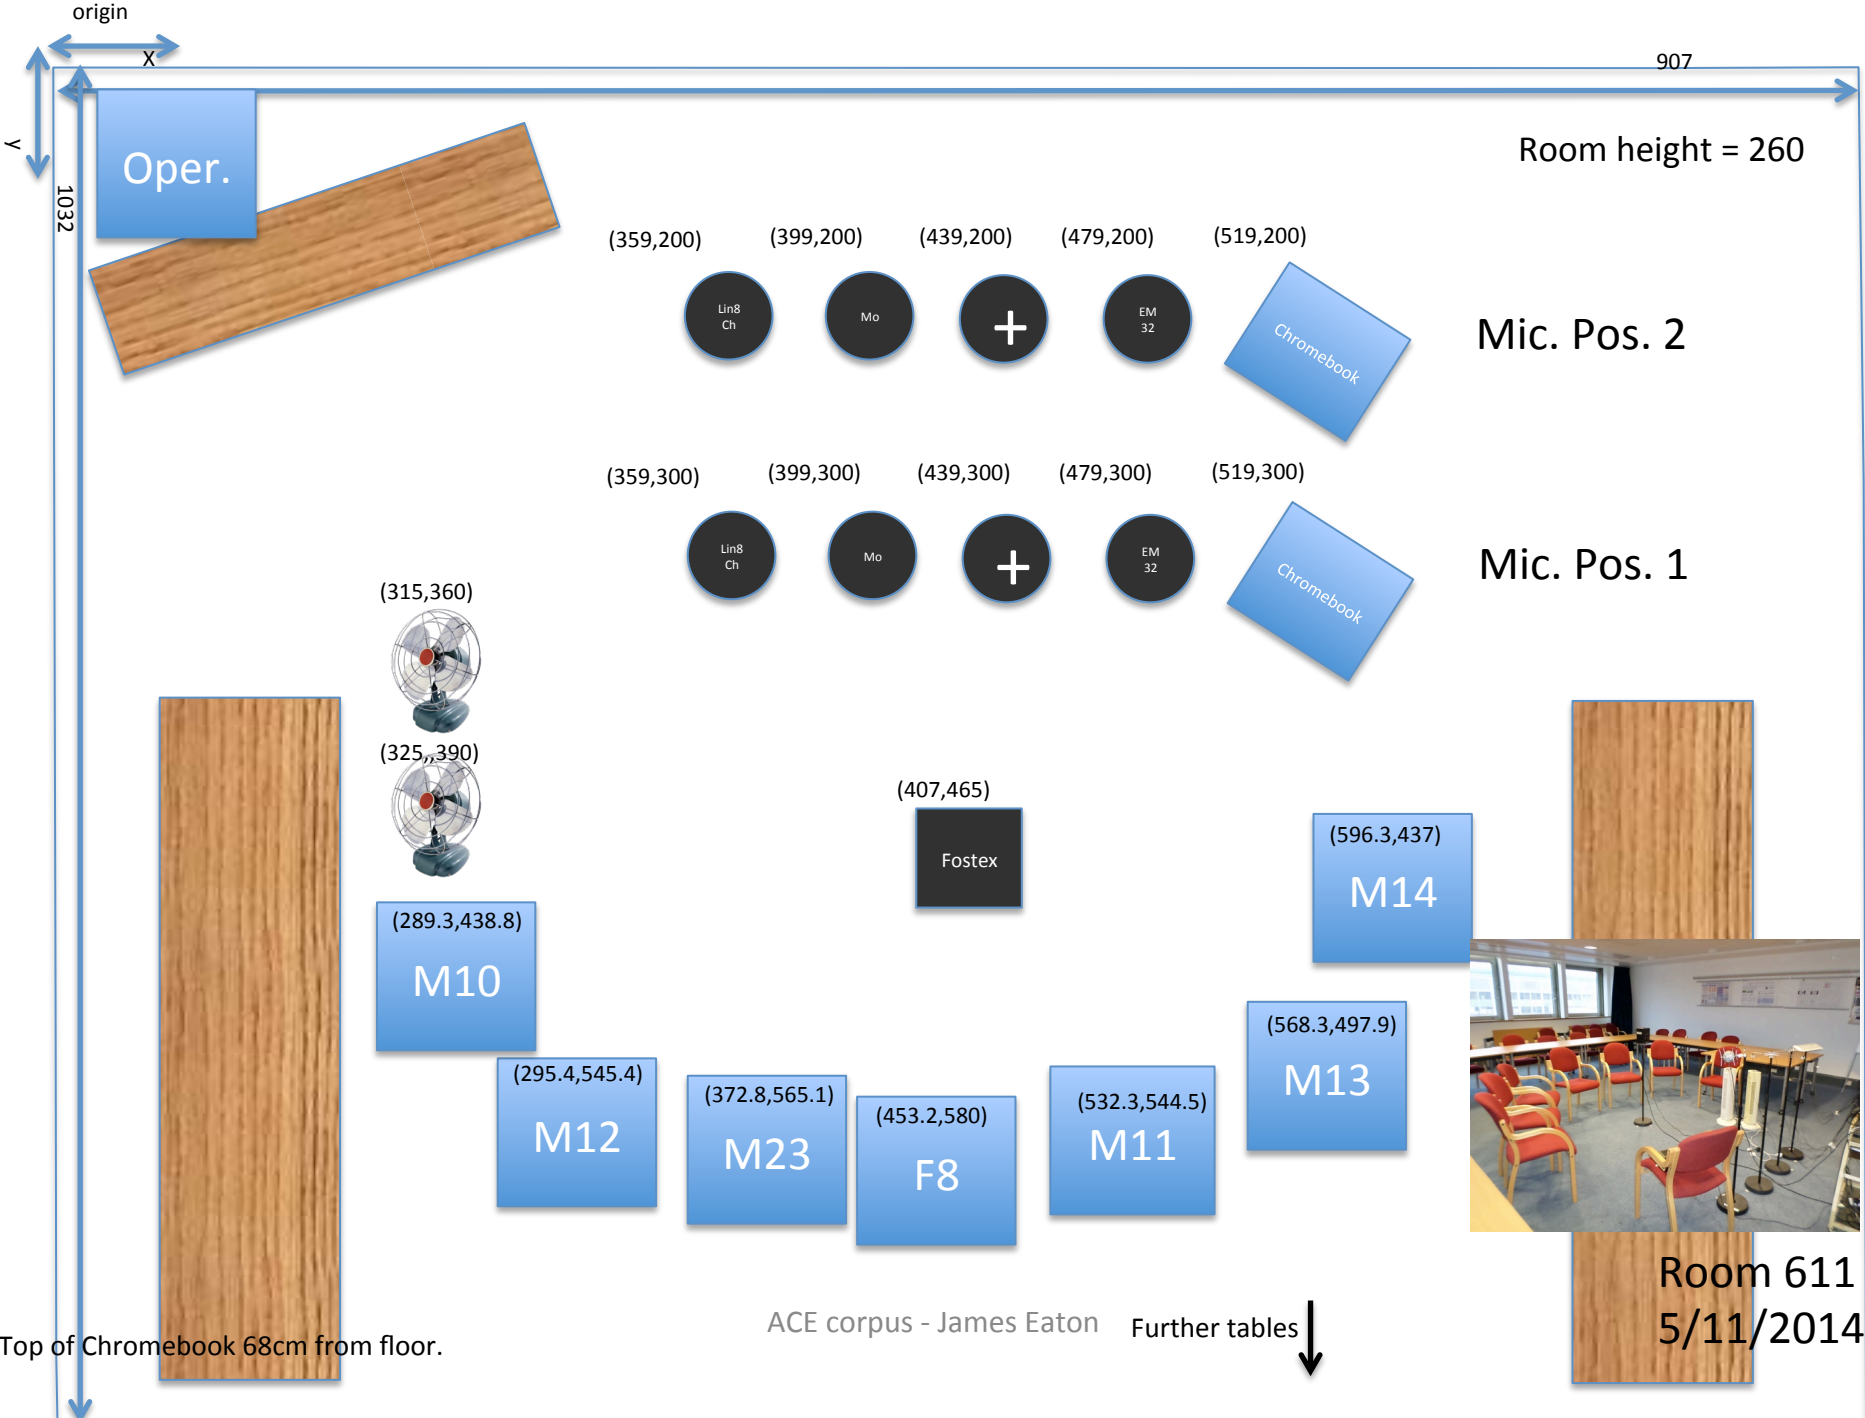 origin
X
907
y
Oper.
Room height = 260
1032
(359,200)
(399,200)
(439,200)
(479,200)
(519,200)
Lin8
Ch
Mo
+
EM
32
Chromebook
Mic. Pos. 2
(359,300)
(399,300)
(439,300)
(479,300)
(519,300)
Lin8
Ch
Mo
+
EM
32
Chromebook
Mic. Pos. 1
(315,360)
(325,,390)
(407,465)
Fostex
(596.3,437)
M14
(289.3,438.8)
M10
(568.3,497.9)
M13
(295.4,545.4)
M12
(372.8,565.1)
M23
(453.2,580)
F8
(532.3,544.5)
M11
Room 611
5/11/2014
ACE corpus - James Eaton
Further tables
Top of Chromebook 68cm from floor.